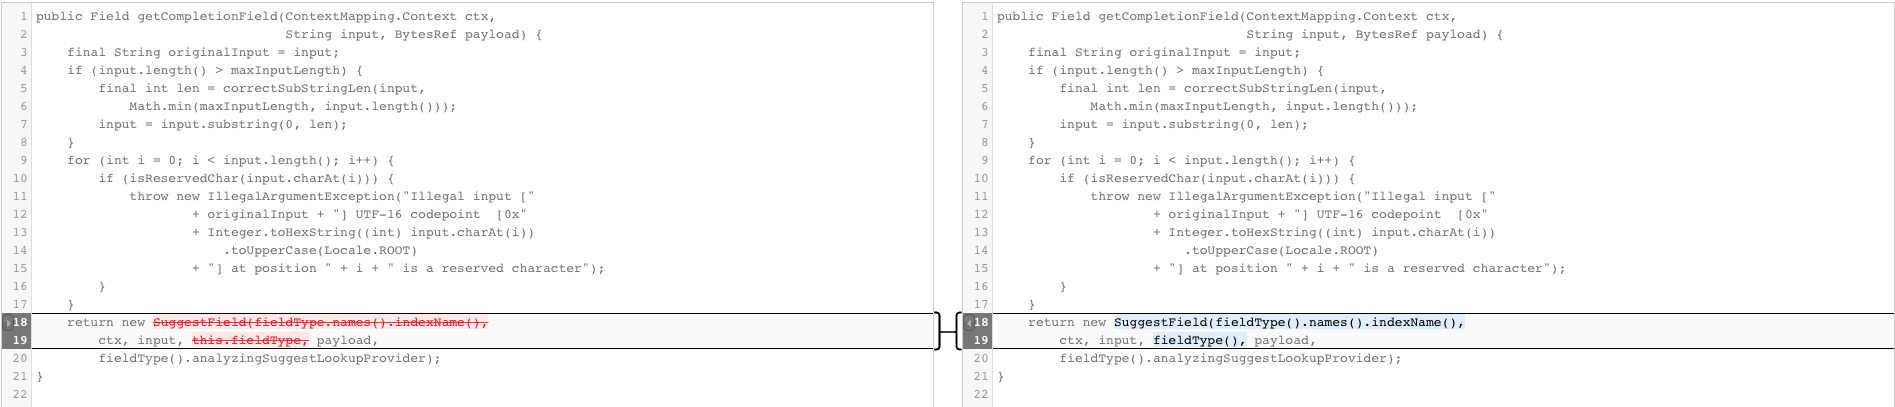 1 public Field getCompletionField(ContextMapping.Context ctx,
2                                 String input, BytesRef payload) {
3     final String originalInput = input;
4     if (input.length() > maxInputLength) {
5         final int len = correctSubStringLen(input,
6             Math.min(maxInputLength, input.length()));
7         input = input.substring(0, len);
8     }
9     for (int i = 0; i < input.length(); i++) {
10         if (isReservedChar(input.charAt(i))) {
11             throw new IllegalArgumentException("Illegal input ["
12                     + originalInput + "] UTF-16 codepoint  [0x"
13                     + Integer.toHexString((int) input.charAt(i))
14                         .toUpperCase(Locale.ROOT)
15                     + "] at position " + i + " is a reserved character");
16         }
17     }
18     return new SuggestField(fieldType.names().indexName(),
19         ctx, input, this.fieldType, payload,
20         fieldType().analyzingSuggestLookupProvider);
21 }
22
1 public Field getCompletionField(ContextMapping.Context ctx,
2                                 String input, BytesRef payload) {
3     final String originalInput = input;
4     if (input.length() > maxInputLength) {
5         final int len = correctSubStringLen(input,
6             Math.min(maxInputLength, input.length()));
7         input = input.substring(0, len);
8     }
9     for (int i = 0; i < input.length(); i++) {
10         if (isReservedChar(input.charAt(i))) {
11             throw new IllegalArgumentException("Illegal input ["
12                     + originalInput + "] UTF-16 codepoint  [0x"
13                     + Integer.toHexString((int) input.charAt(i))
14                         .toUpperCase(Locale.ROOT)
15                     + "] at position " + i + " is a reserved character");
16         }
17     }
18     return new SuggestField(fieldType().names().indexName(),
19         ctx, input, fieldType(), payload,
20         fieldType().analyzingSuggestLookupProvider);
21 }
22